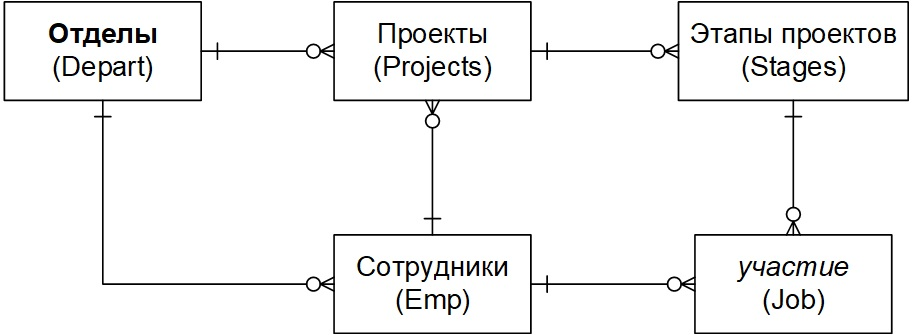 Отделы
(Depart)
Проекты
(Projects)
Этапы проектов
(Stages)
Сотрудники
(Emp)
участие
(Job)